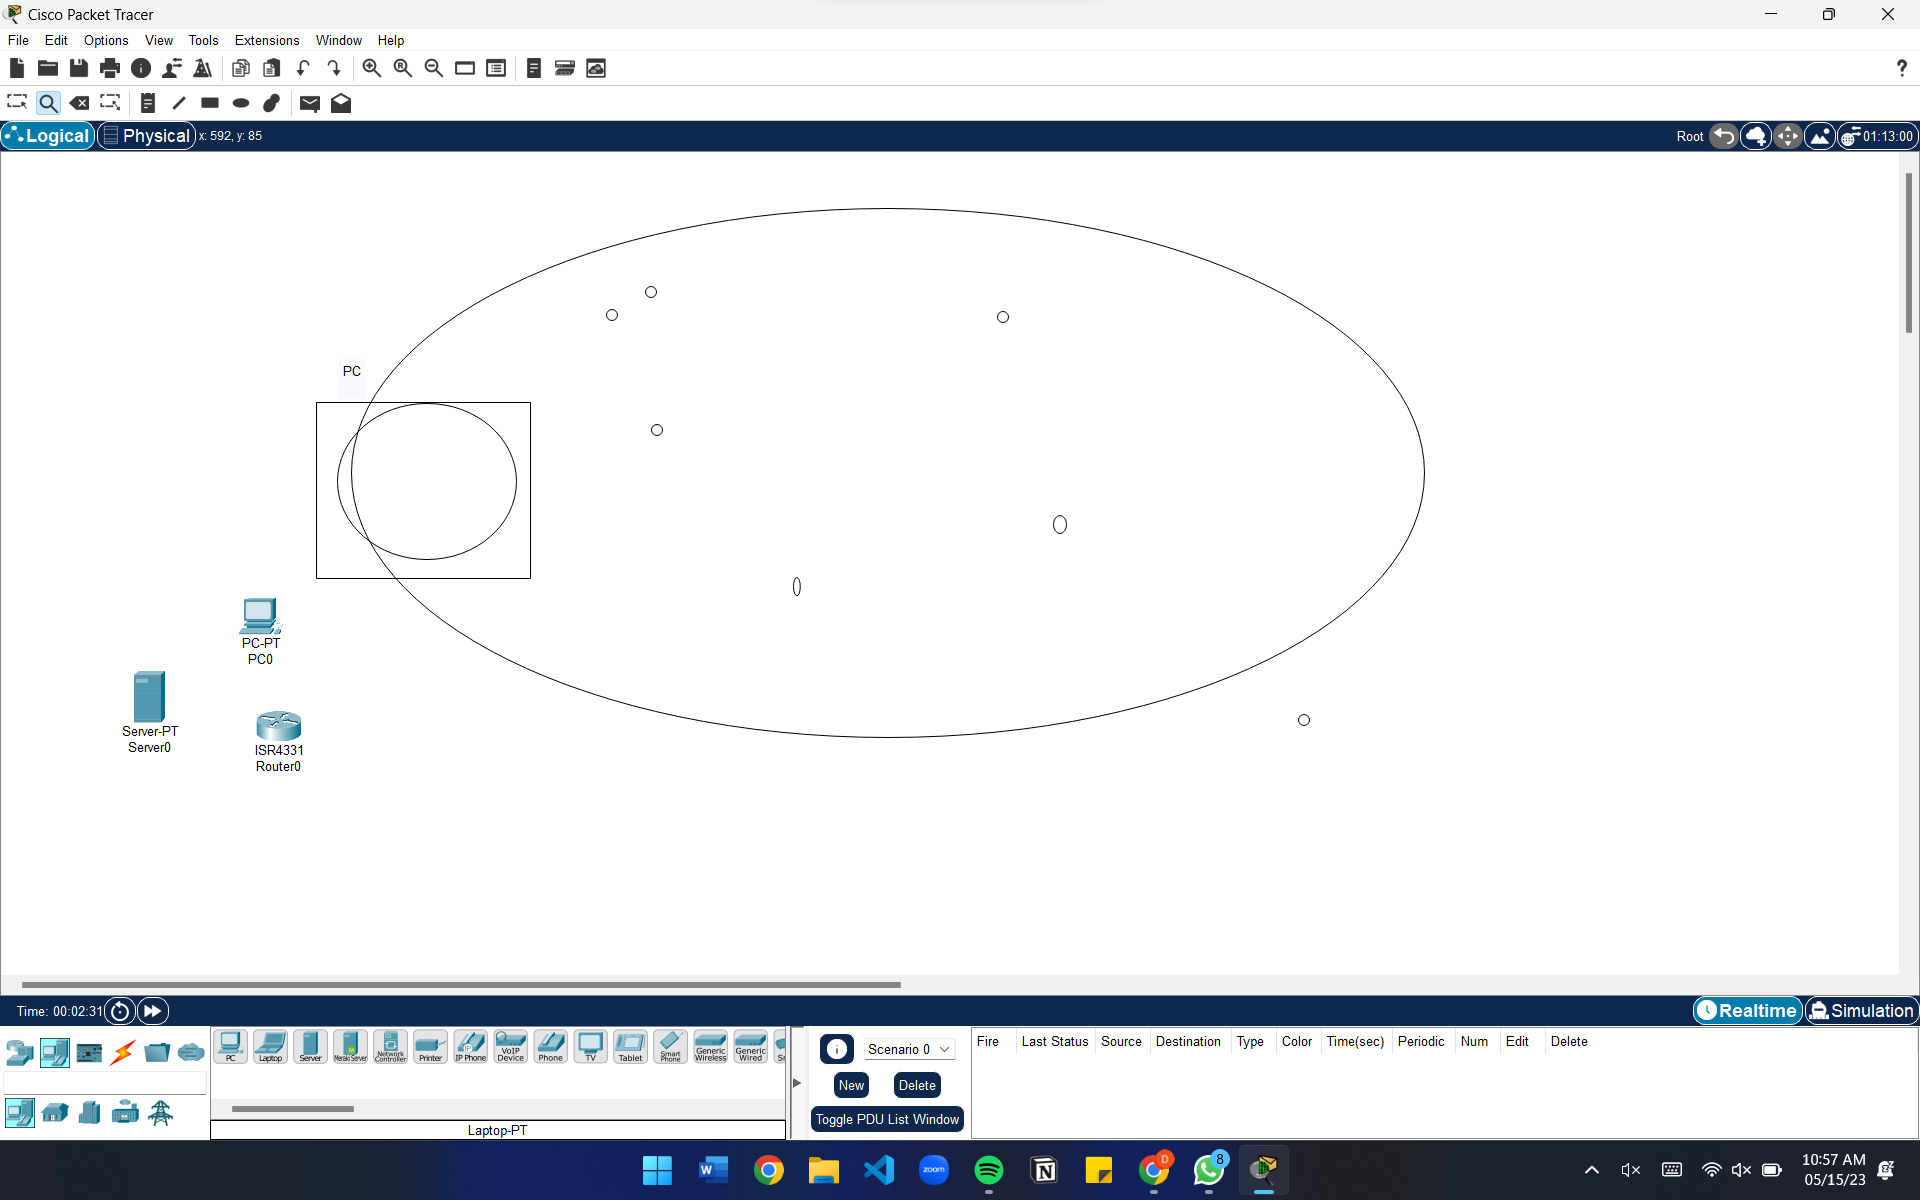 Cisco Packet Tracer
File Edit Options View Tools Extensions Window Help
?
Logical Physical x: 592, y: 85 Root 01:13:00
PC
PC-PT
PC0
Server-PT
Server0
ISR4331
Router0
Time: 00:02:31 Realtime Simulation
PC Laptop Server Meraki Server Network Controller Printer IP Phone VoIP Device Phone TV Tablet Smart Phone Generic Wireless Generic Wired
Laptop-PT
Scenario 0
New Delete
Toggle PDU List Window
Fire Last Status Source Destination Type Color Time(sec) Periodic Num Edit Delete
W zoom N D 8
10:57 AM
05/15/23